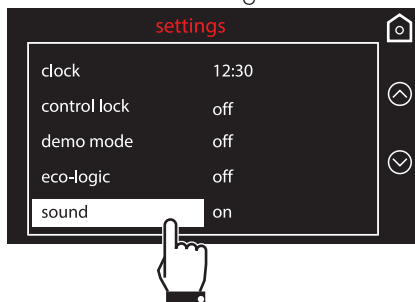 settings
clock 12:30
control lock off
demo mode off
eco-logic off
sound on